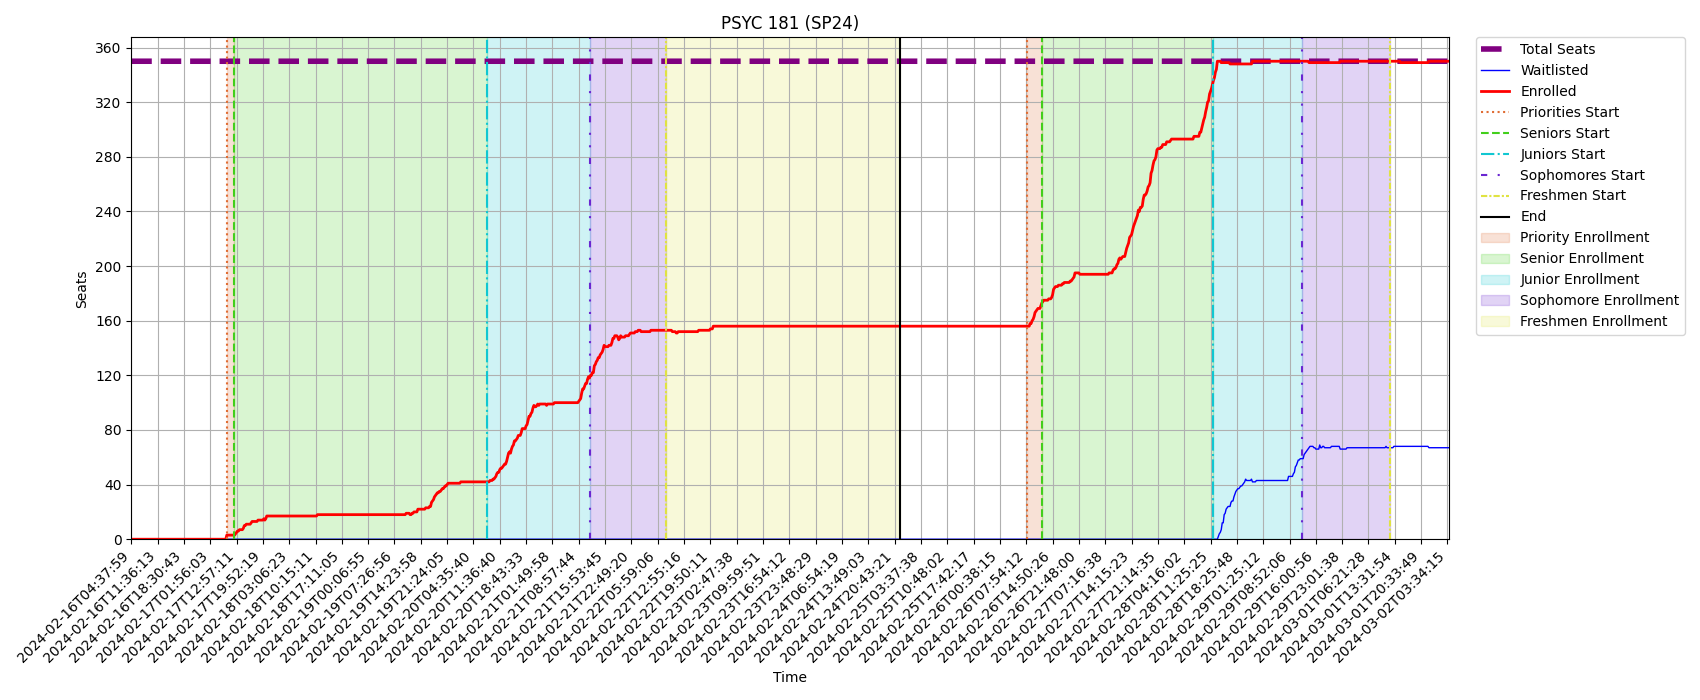 PSYC 181 (SP24)
360
320
280
240
200
160
120
80
40
0
Seats
2024-02-16T04:37:59
2024-02-16T11:36:13
2024-02-16T18:30:43
2024-02-17T01:56:03
2024-02-17T12:57:11
2024-02-17T19:52:19
2024-02-18T03:06:23
2024-02-18T10:15:11
2024-02-18T17:11:05
2024-02-19T00:06:55
2024-02-19T07:26:56
2024-02-19T14:23:58
2024-02-19T21:24:05
2024-02-20T04:35:40
2024-02-20T11:36:40
2024-02-20T18:43:33
2024-02-21T01:49:58
2024-02-21T08:57:44
2024-02-21T15:53:45
2024-02-21T22:49:20
2024-02-22T05:59:06
2024-02-22T12:55:16
2024-02-22T19:50:11
2024-02-23T02:47:38
2024-02-23T09:59:51
2024-02-23T16:54:12
2024-02-23T23:48:29
2024-02-24T06:54:19
2024-02-24T13:49:03
2024-02-24T20:43:21
2024-02-25T03:37:38
2024-02-25T10:48:02
2024-02-25T17:42:17
2024-02-26T00:38:15
2024-02-26T07:54:12
2024-02-26T14:50:26
2024-02-26T21:48:00
2024-02-27T07:16:38
2024-02-27T14:15:23
2024-02-27T21:14:35
2024-02-28T04:16:02
2024-02-28T11:25:25
2024-02-28T18:25:48
2024-02-29T01:25:12
2024-02-29T08:52:06
2024-02-29T16:00:56
2024-02-29T23:01:38
2024-03-01T06:21:28
2024-03-01T13:31:54
2024-03-01T20:33:49
2024-03-02T03:34:15
Time
Total Seats
Waitlisted
Enrolled
Priorities Start
Seniors Start
Juniors Start
Sophomores Start
Freshmen Start
End
Priority Enrollment
Senior Enrollment
Junior Enrollment
Sophomore Enrollment
Freshmen Enrollment